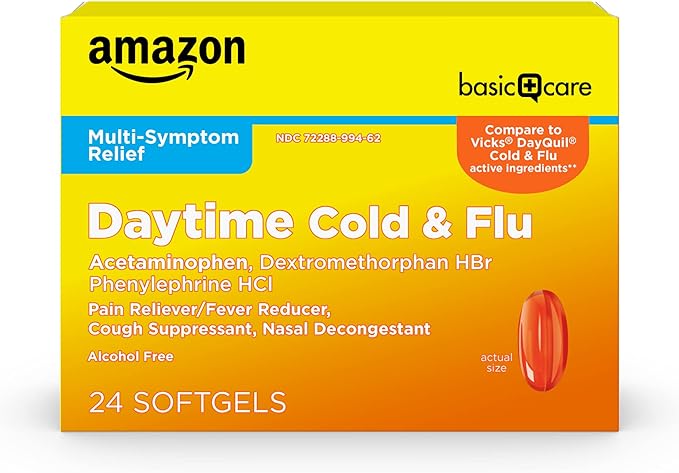 amazon
basic care
Multi-Symptom
Relief
NDC 72288-994-62
Compare to
Vicks® DayQuil®
Cold & Flu
active ingredients**
Daytime Cold & Flu
Acetaminophen, Dextromethorphan HBr
Phenylephrine HCl
Pain Reliever/Fever Reducer,
Cough Suppressant, Nasal Decongestant
Alcohol Free
actual
size
24 SOFTGELS